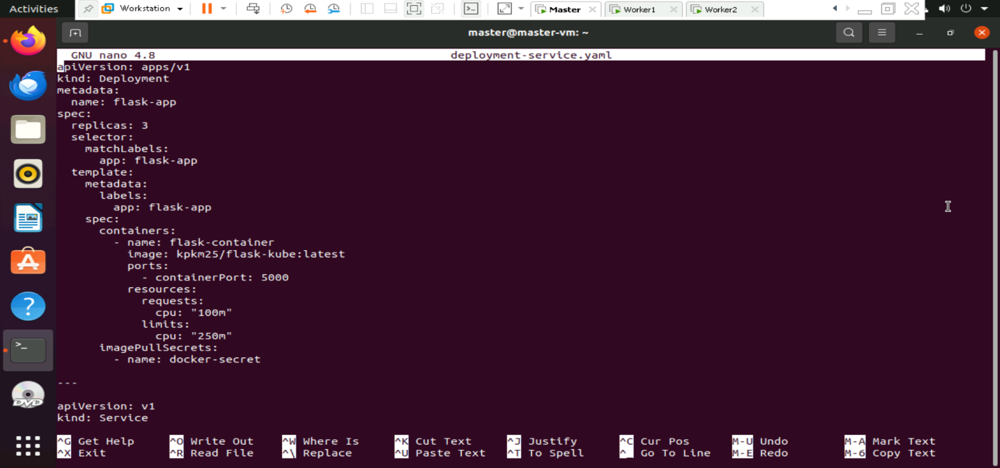 Activities
Workstation
Master
Worker1
Worker2
master@master-vm: ~
GNU nano 4.8 deployment-service.yaml
apiVersion: apps/v1
kind: Deployment
metadata:
  name: flask-app
spec:
  replicas: 3
  selector:
    matchLabels:
      app: flask-app
  template:
    metadata:
      labels:
        app: flask-app
    spec:
      containers:
        - name: flask-container
          image: kpkm25/flask-kube:latest
          ports:
            - containerPort: 5000
          resources:
            requests:
              cpu: "100m"
            limits:
              cpu: "250m"
      imagePullSecrets:
        - name: docker-secret
---
apiVersion: v1
kind: Service
^G Get Help ^O Write Out ^W Where Is ^K Cut Text ^J Justify ^C Cur Pos M-U Undo M-A Mark Text
^X Exit ^R Read File ^\ Replace ^U Paste Text ^T To Spell ^_ Go To Line M-E Redo M-6 Copy Text
DVD